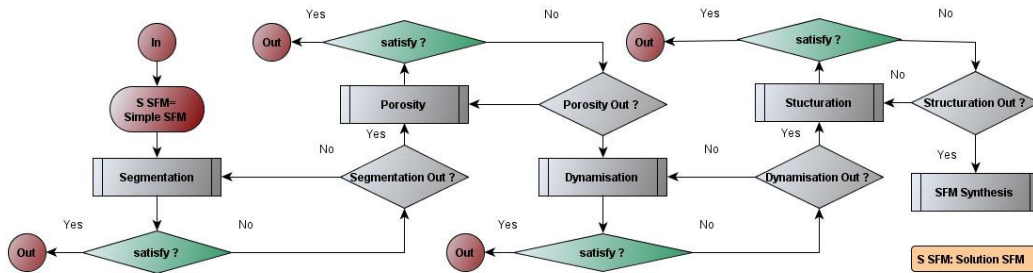 In
S SFM=
Simple SFM
Segmentation
satisfy ?
Yes
Out
No
Segmentation Out ?
No
Yes
Porosity
satisfy ?
Yes
Out
No
Porosity Out ?
Dynamisation
satisfy ?
Yes
Out
No
Dynamisation Out ?
No
Yes
Stucturation
satisfy ?
Yes
Out
No
Structuration Out ?
No
Yes
SFM Synthesis
S SFM: Solution SFM